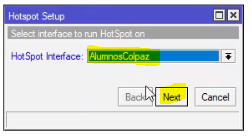 Hotspot Setup
Select interface to run HotSpot on
HotSpot Interface: AlumnosColpaz
Back Next Cancel